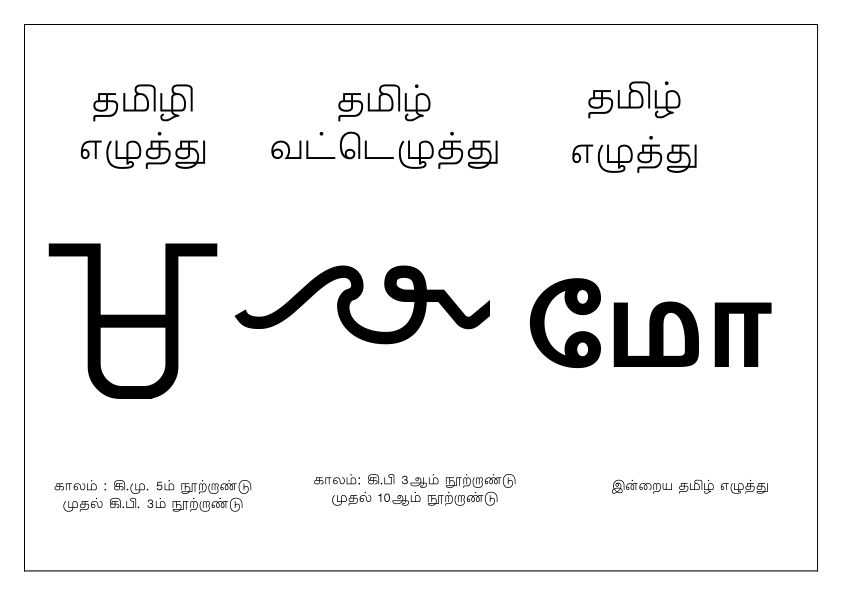 தமிழி
எழுத்து
தமிழ்
வட்டெழுத்து
தமிழ்
எழுத்து
𑀫𑁄
மோ
காலம் : கி.மு. 5ம் நூற்றாண்டு
முதல் கி.பி. 3ம் நூற்றாண்டு
காலம்: கி.பி 3ஆம் நூற்றாண்டு
முதல் 10ஆம் நூற்றாண்டு
இன்றைய தமிழ் எழுத்து